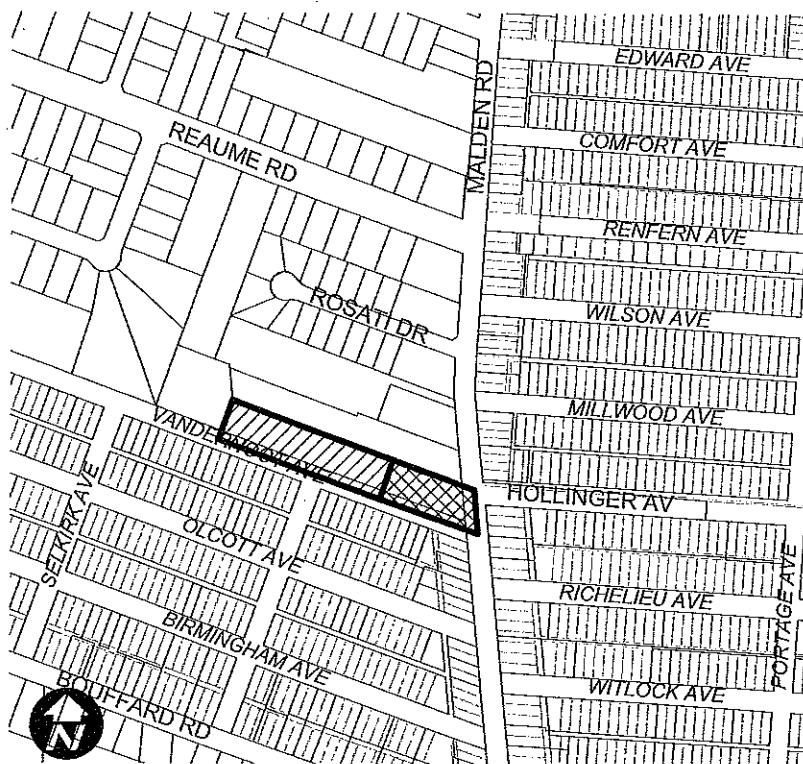 EDWARD AVE
MALDEN RD
COMFORT AVE
REAUME RD
RENFERN AVE
ROSATI DR
WILSON AVE
MILLWOOD AVE
HOLLINGER AV
SELKIRK AVE
OLCOTT AVE
RICHELIEU AVE
PORTAGE AVE
BIRMINGHAM AVE
WITLOCK AVE
BOUFFARD RD
N